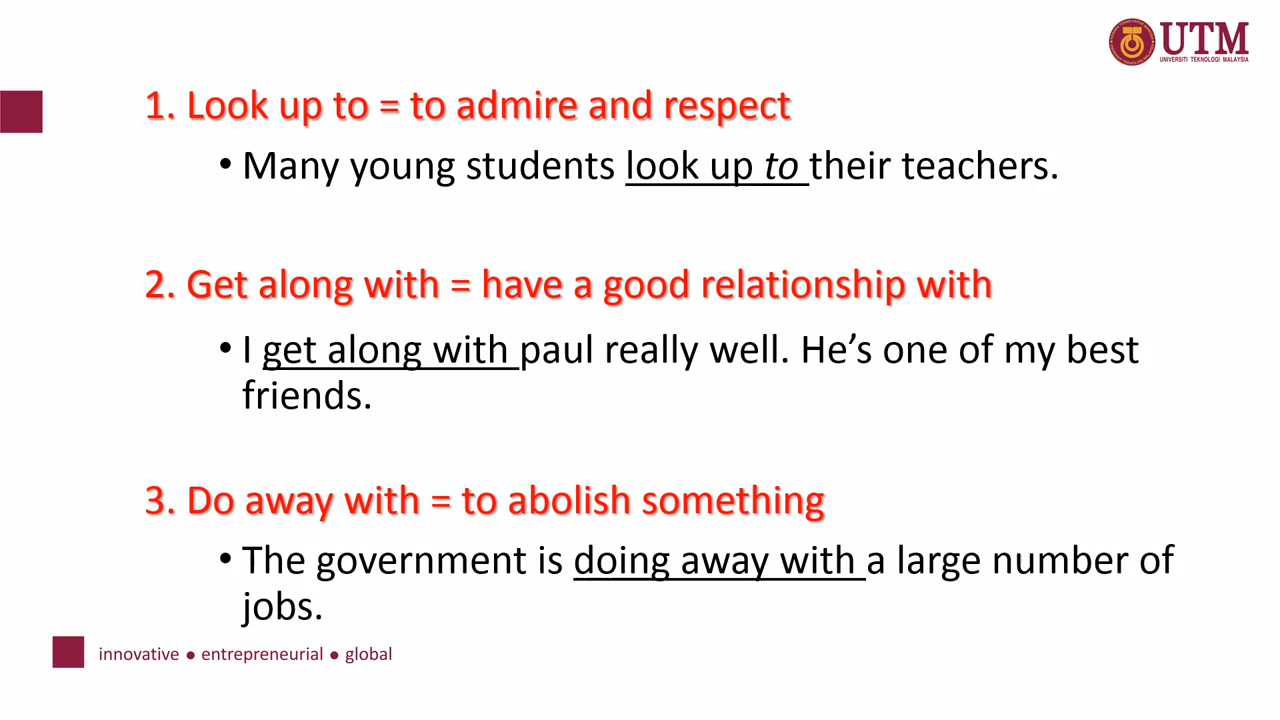 UTM
UNIVERSITI TEKNOLOGI MALAYSIA
1. Look up to = to admire and respect
• Many young students look up to their teachers.
2. Get along with = have a good relationship with
• I get along with paul really well. He’s one of my best
friends.
3. Do away with = to abolish something
• The government is doing away with a large number of
jobs.
innovative ● entrepreneurial ● global